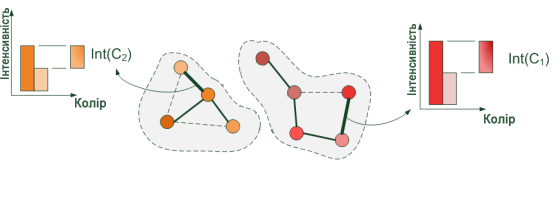 Інтенсивність
Int(C₂)
Колір
Інтенсивність
Int(C₁)
Колір